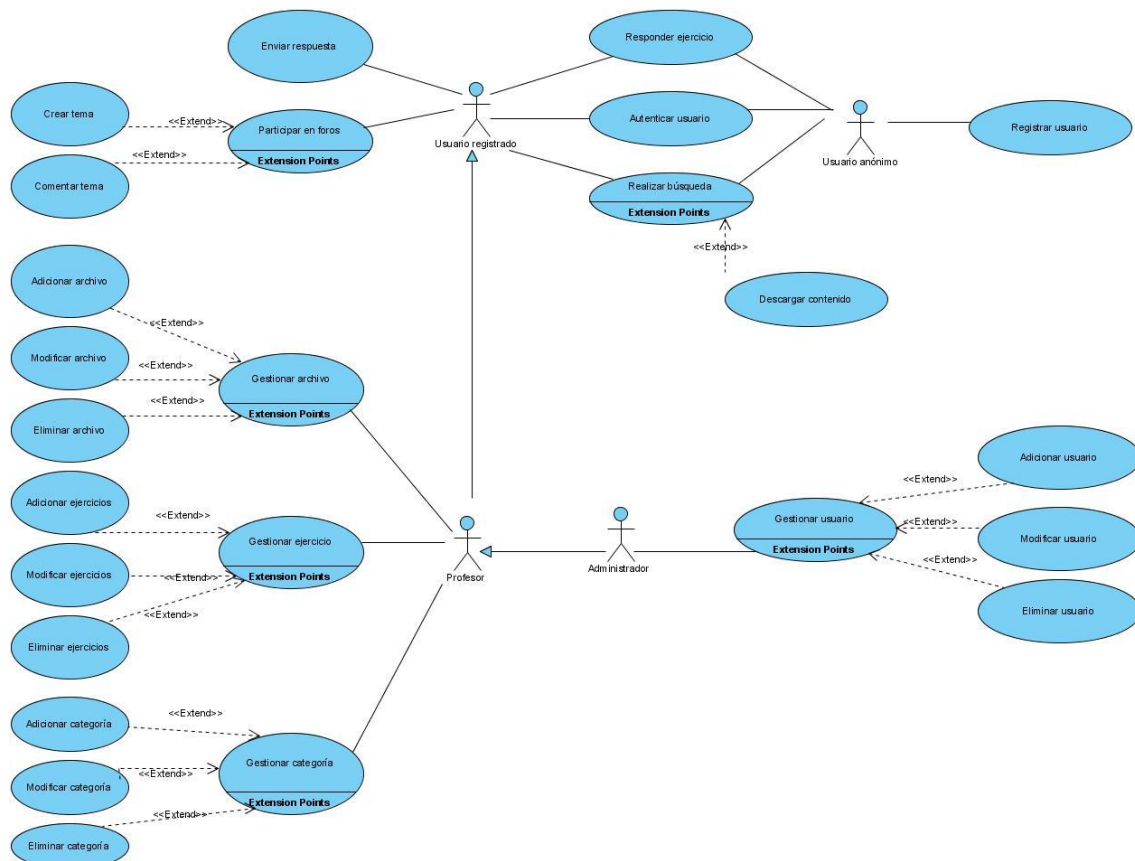 Enviar respuesta
Responder ejercicio
Crear tema
<<Extend>>
Participar en foros
Extension Points
<<Extend>>
Comentar tema
Usuario registrado
Autenticar usuario
Usuario anónimo
Registrar usuario
Realizar búsqueda
Extension Points
<<Extend>>
Descargar contenido
Adicionar archivo
<<Extend>>
Modificar archivo
<<Extend>>
Gestionar archivo
Extension Points
<<Extend>>
Eliminar archivo
Adicionar ejercicios
<<Extend>>
Gestionar ejercicio
Extension Points
Modificar ejercicios
<<Extend>>
<<Extend>>
Eliminar ejercicios
Profesor
Administrador
Gestionar usuario
Extension Points
<<Extend>>
Adicionar usuario
<<Extend>>
Modificar usuario
<<Extend>>
Eliminar usuario
Adicionar categoría
<<Extend>>
Gestionar categoría
Extension Points
Modificar categoría
<<Extend>>
<<Extend>>
Eliminar categoría